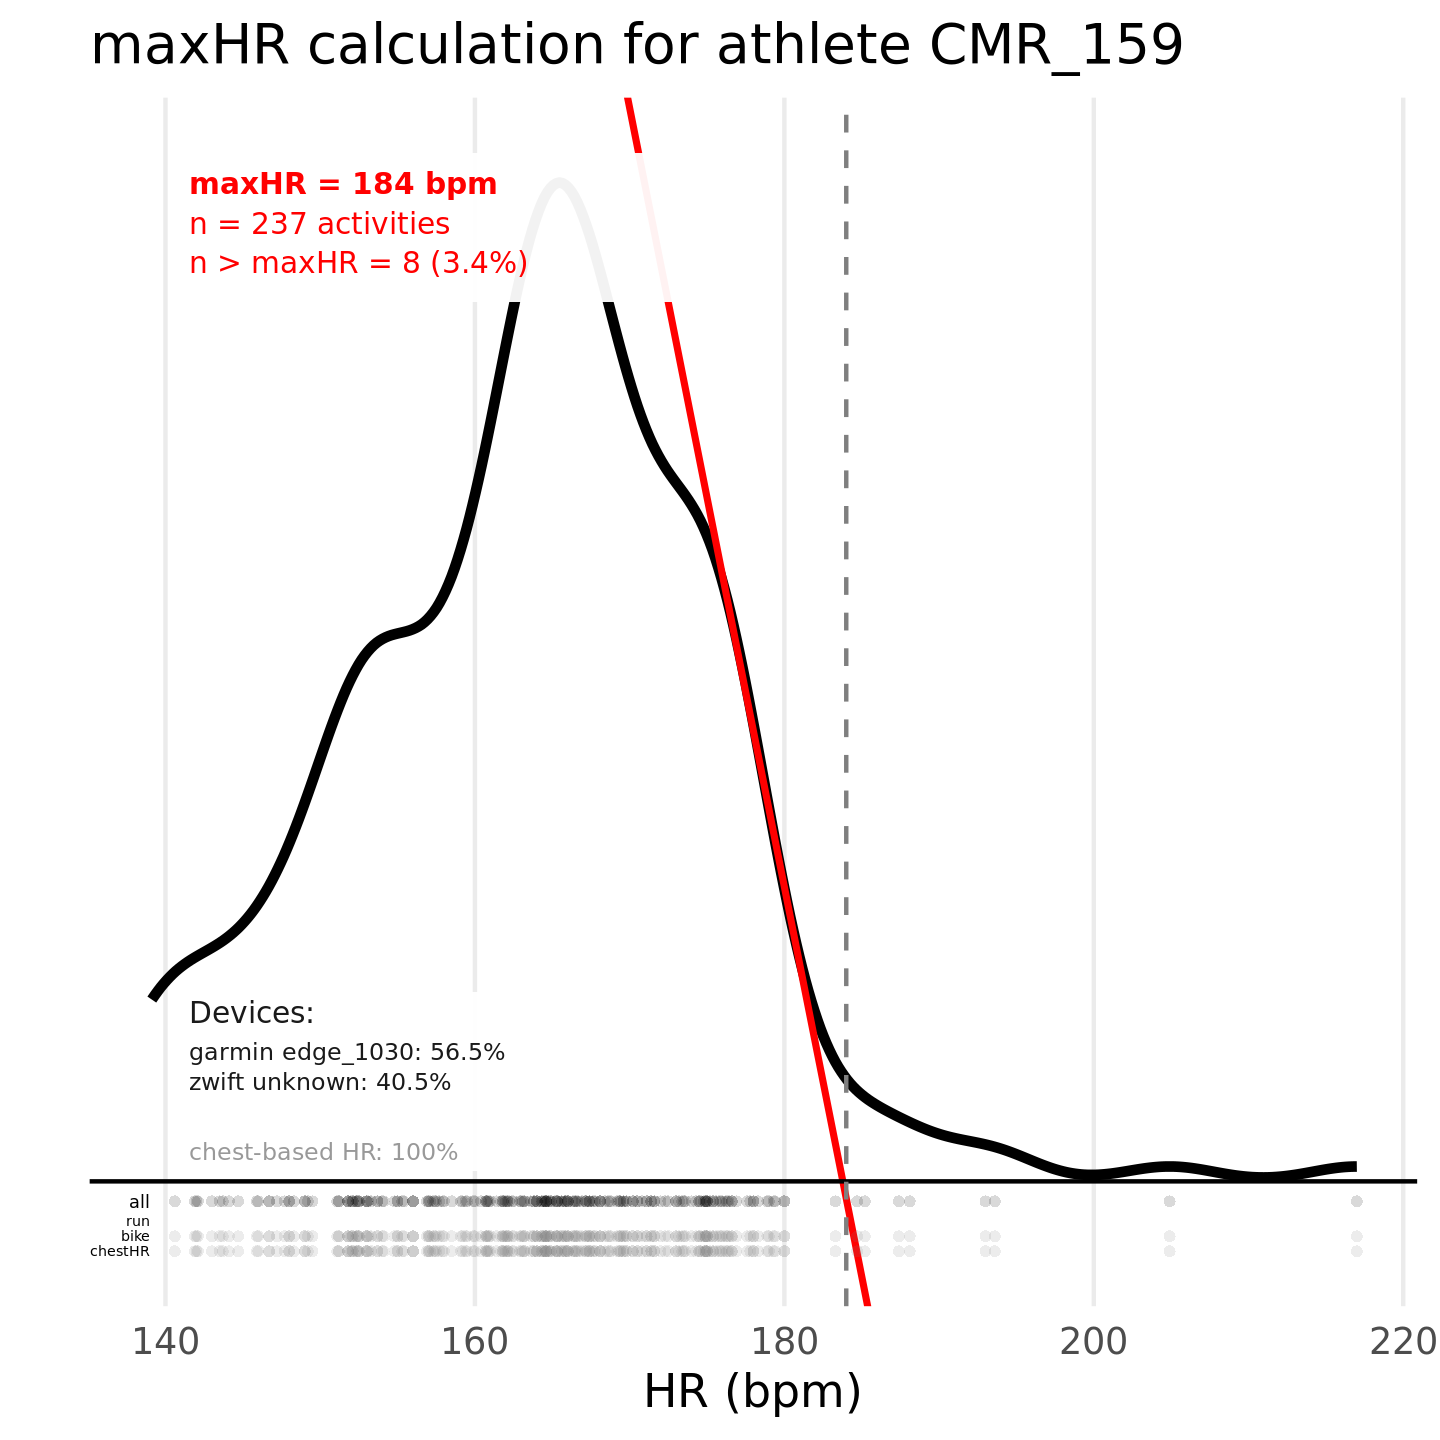 maxHR calculation for athlete CMR_159
maxHR = 184 bpm
n = 237 activities
n > maxHR = 8 (3.4%)
Devices:
garmin edge_1030: 56.5%
zwift unknown: 40.5%
chest-based HR: 100%
all
run
bike
chestHR
140 160 180 200 220
HR (bpm)